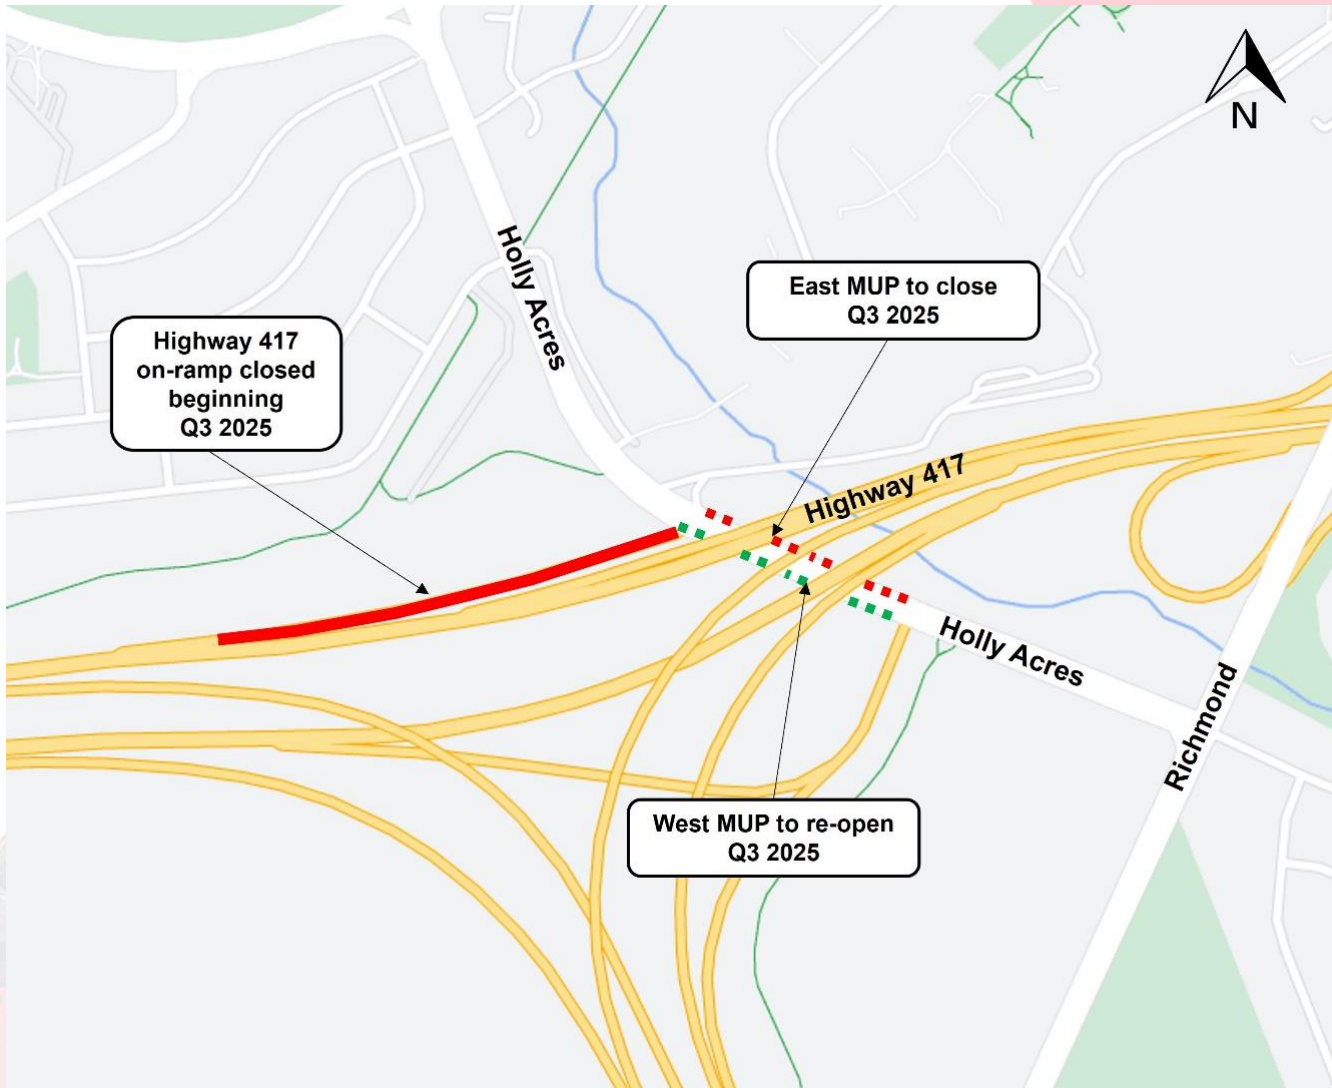 N
Holly Acres
East MUP to close
Q3 2025
Highway 417
on-ramp closed
beginning
Q3 2025
Highway 417
Holly Acres
Richmond
West MUP to re-open
Q3 2025